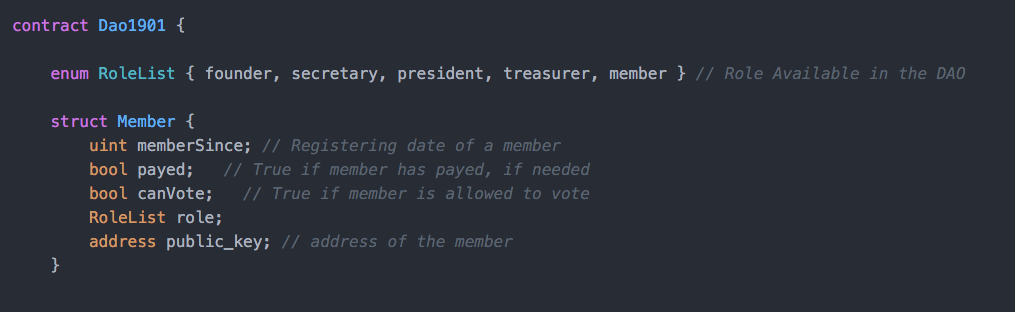 contract Dao1901 {
enum RoleList { founder, secretary, president, treasurer, member } // Role Available in the DAO
struct Member {
uint memberSince; // Registering date of a member
bool payed; // True if member has payed, if needed
bool canVote; // True if member is allowed to vote
RoleList role;
address public_key; // address of the member
}